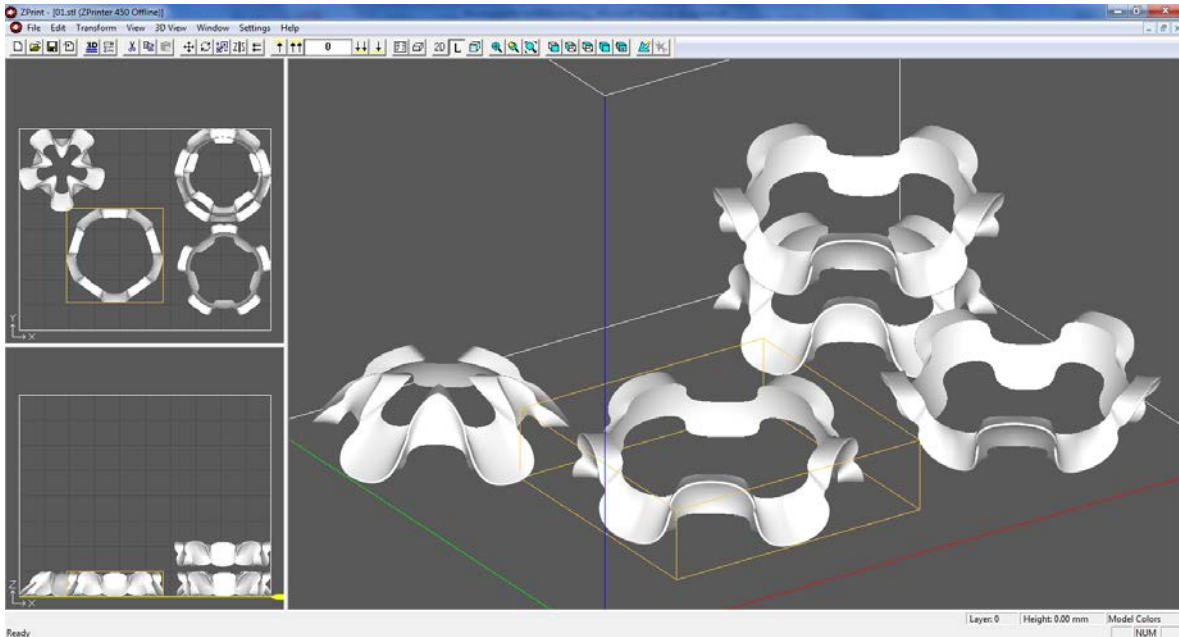 ZPrint - [01.stl (ZPrinter 450 Offline)]
File Edit Transform View 3D View Window Settings Help
3D 0 2D L
Y
X
Z
X
Layer: 0 Height: 0.00 mm Model Colors
Ready NUM